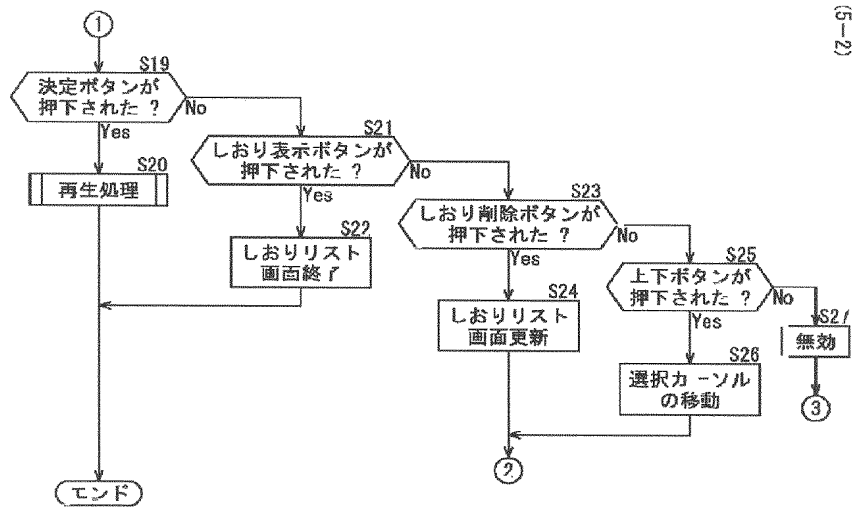 (5-2)
①
S19
決定ボタンが
押下された ?
No
Yes
S20
再生処理
S21
しおり表示ボタンが
押下された ?
No
Yes
S22
しおりリスト
画面終了
S23
しおり削除ボタンが
押下された ?
No
Yes
S24
しおりリスト
画面更新
S25
上下ボタンが
押下された ?
No
Yes
S26
選択カーソル
の移動
S27
無効
③
②
エンド